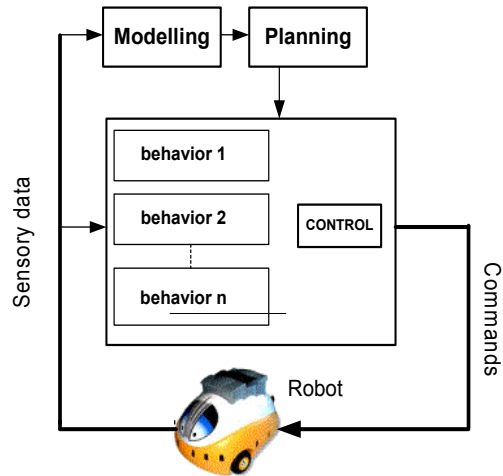 Modelling
Planning
behavior 1
behavior 2
CONTROL
behavior n
Sensory data
Commands
Robot